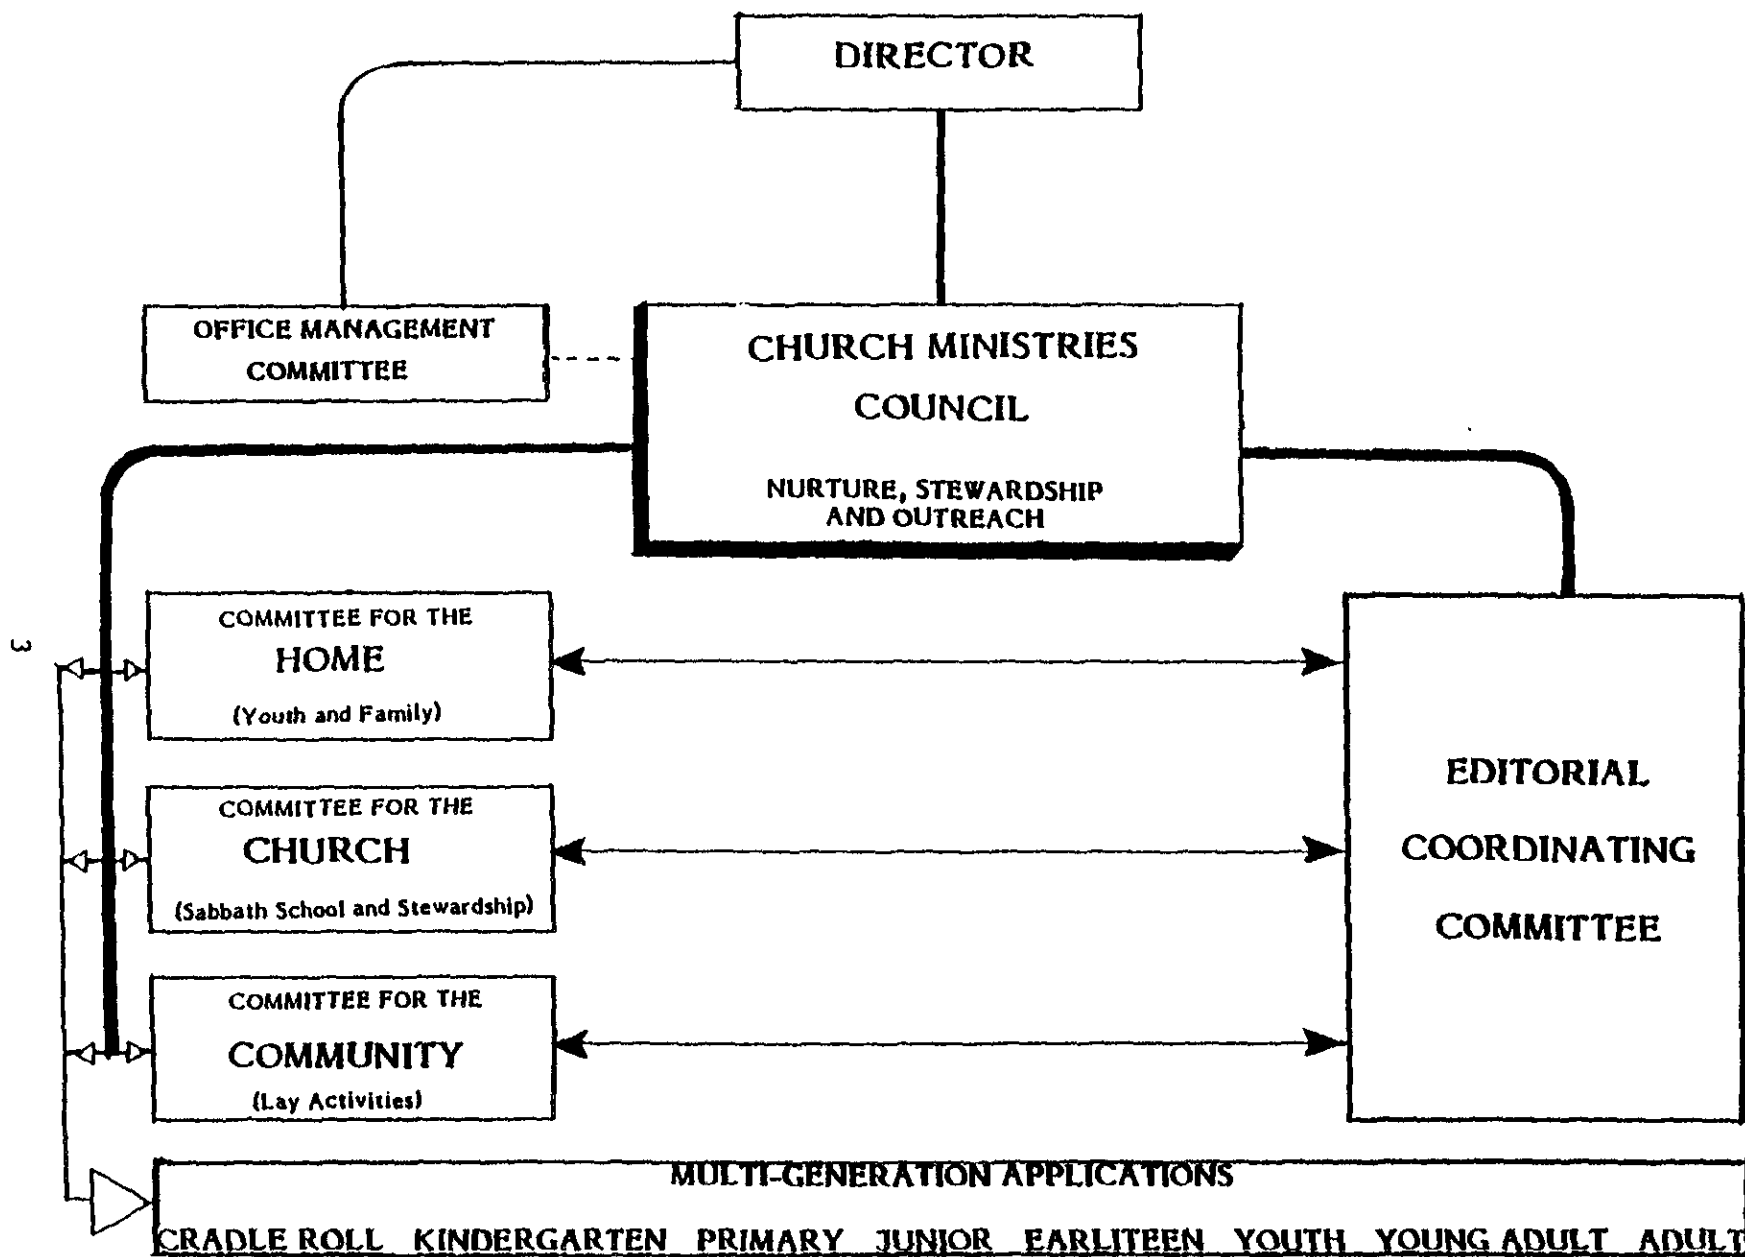 DIRECTOR
OFFICE MANAGEMENT
COMMITTEE
CHURCH MINISTRIES
COUNCIL
NURTURE, STEWARDSHIP
AND OUTREACH
3
COMMITTEE FOR THE
HOME
(Youth and Family)
COMMITTEE FOR THE
CHURCH
(Sabbath School and Stewardship)
COMMITTEE FOR THE
COMMUNITY
(Lay Activities)
EDITORIAL
COORDINATING
COMMITTEE
MULTI-GENERATION APPLICATIONS
CRADLE ROLL KINDERGARTEN PRIMARY JUNIOR EARLITEEN YOUTH YOUNG ADULT ADULT